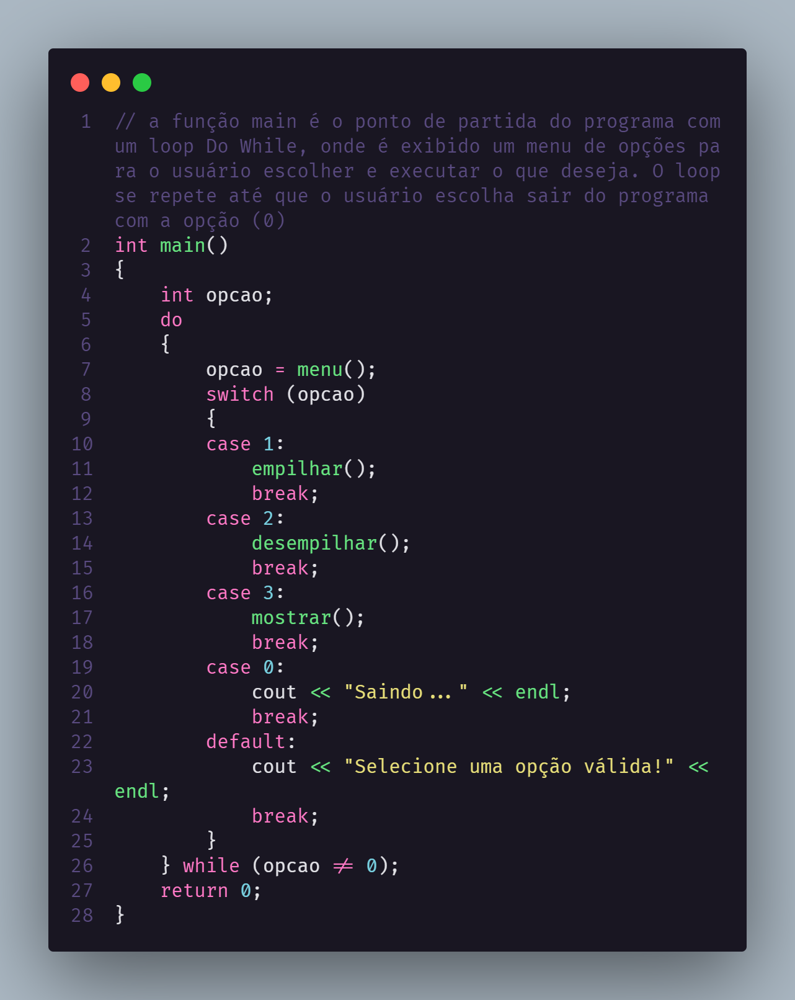 1 // a função main é o ponto de partida do programa com
um loop Do While, onde é exibido um menu de opções pa
ra o usuário escolher e executar o que deseja. O loop
se repete até que o usuário escolha sair do programa
com a opção (0)
2 int main()
3 {
4     int opcao;
5     do
6     {
7         opcao = menu();
8         switch (opcao)
9         {
10         case 1:
11             empilhar();
12             break;
13         case 2:
14             desempilhar();
15             break;
16         case 3:
17             mostrar();
18             break;
19         case 0:
20             cout << "Saindo..." << endl;
21             break;
22         default:
23             cout << "Selecione uma opção válida!" <<
endl;
24             break;
25         }
26     } while (opcao != 0);
27     return 0;
28 }